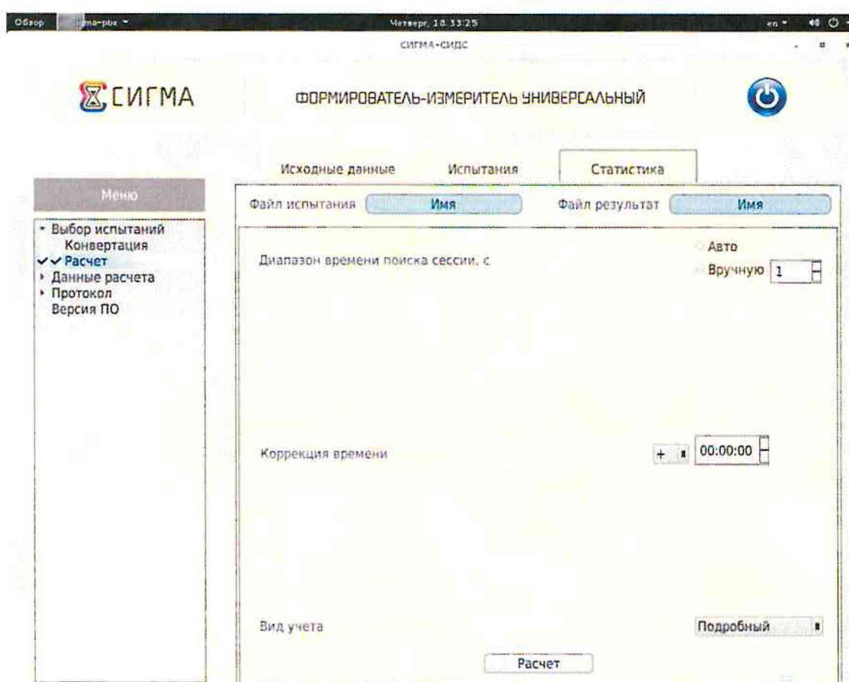 Обзор
Четверг, 18:33:25
en
СИГМА-СИДС
СИГМА
ФОРМИРОВАТЕЛЬ-ИЗМЕРИТЕЛЬ УНИВЕРСАЛЬНЫЙ
Исходные данные Испытания Статистика
Меню
Файл испытания Имя Файл результат Имя
Выбор испытаний
Конвертация
Расчет
Данные расчета
Протокол
Версия ПО
Диапазон времени поиска сессии, с
Авто
Вручную 1
Коррекция времени + 00:00:00
Вид учета Подробный
Расчет